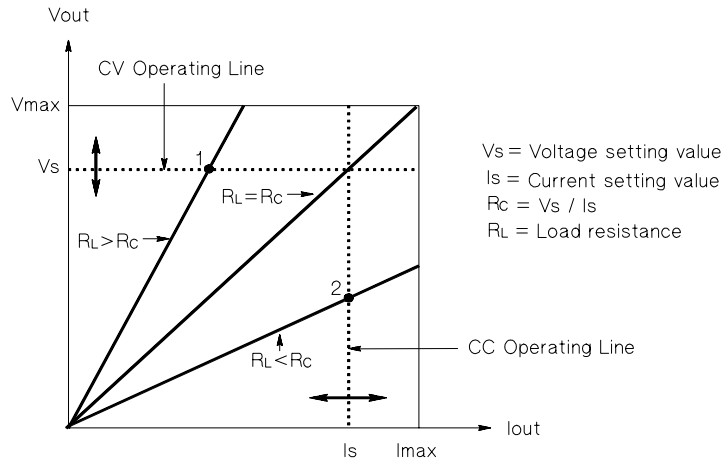 Vout
CV Operating Line
Vmax
Vs
1
RL=RC
RL>RC
2
RL<RC
CC Operating Line
Is
Imax
Iout
Vs = Voltage setting value
Is = Current setting value
RC = Vs / Is
RL = Load resistance